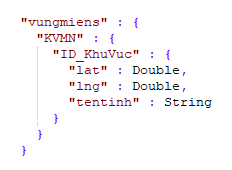 "vungmiens" : {
"KVMN" : {
"ID_KhuVuc" : {
"lat" : Double,
"lng" : Double,
"tentinh" : String
}
}
}